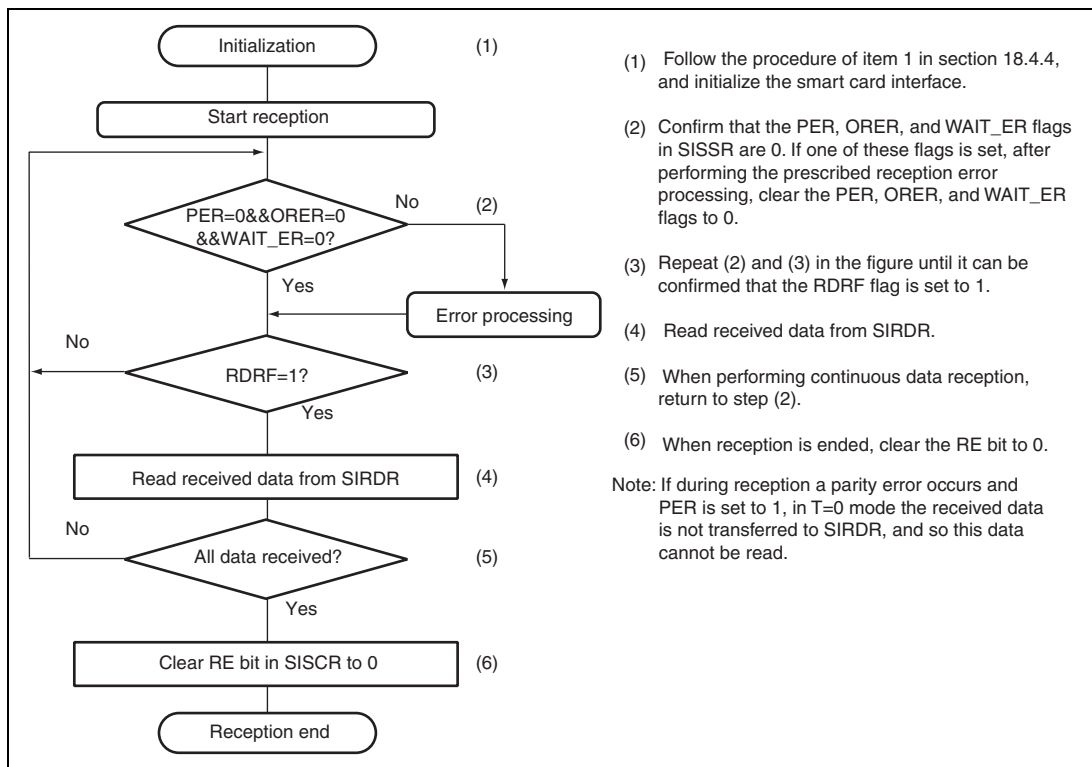 Initialization
(1)
Start reception
No
(2)
PER=0&&ORER=0
&&WAIT_ER=0?
Yes
Error processing
No
RDRF=1?
(3)
Yes
Read received data from SIRDR
(4)
No
All data received?
(5)
Yes
Clear RE bit in SISCR to 0
(6)
Reception end
(1) Follow the procedure of item 1 in section 18.4.4,
and initialize the smart card interface.
(2) Confirm that the PER, ORER, and WAIT_ER flags
in SISSR are 0. If one of these flags is set, after
performing the prescribed reception error
processing, clear the PER, ORER, and WAIT_ER
flags to 0.
(3) Repeat (2) and (3) in the figure until it can be
confirmed that the RDRF flag is set to 1.
(4) Read received data from SIRDR.
(5) When performing continuous data reception,
return to step (2).
(6) When reception is ended, clear the RE bit to 0.
Note: If during reception a parity error occurs and
PER is set to 1, in T=0 mode the received data
is not transferred to SIRDR, and so this data
cannot be read.